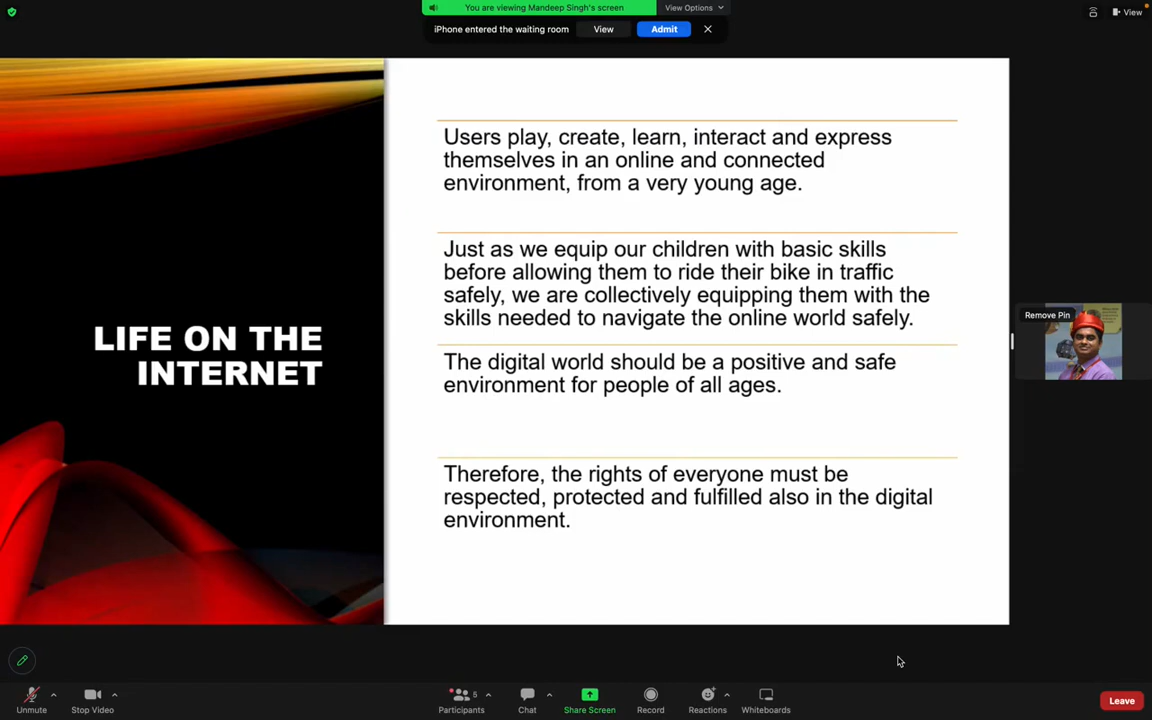 You are viewing Mandeep Singh's screen
View Options
View
iPhone entered the waiting room
View
Admit
LIFE ON THE
INTERNET
Users play, create, learn, interact and express
themselves in an online and connected
environment, from a very young age.
Just as we equip our children with basic skills
before allowing them to ride their bike in traffic
safely, we are collectively equipping them with the
skills needed to navigate the online world safely.
The digital world should be a positive and safe
environment for people of all ages.
Therefore, the rights of everyone must be
respected, protected and fulfilled also in the digital
environment.
Remove Pin
Unmute
Stop Video
5
Participants
Chat
Share Screen
Record
Reactions
Whiteboards
Leave